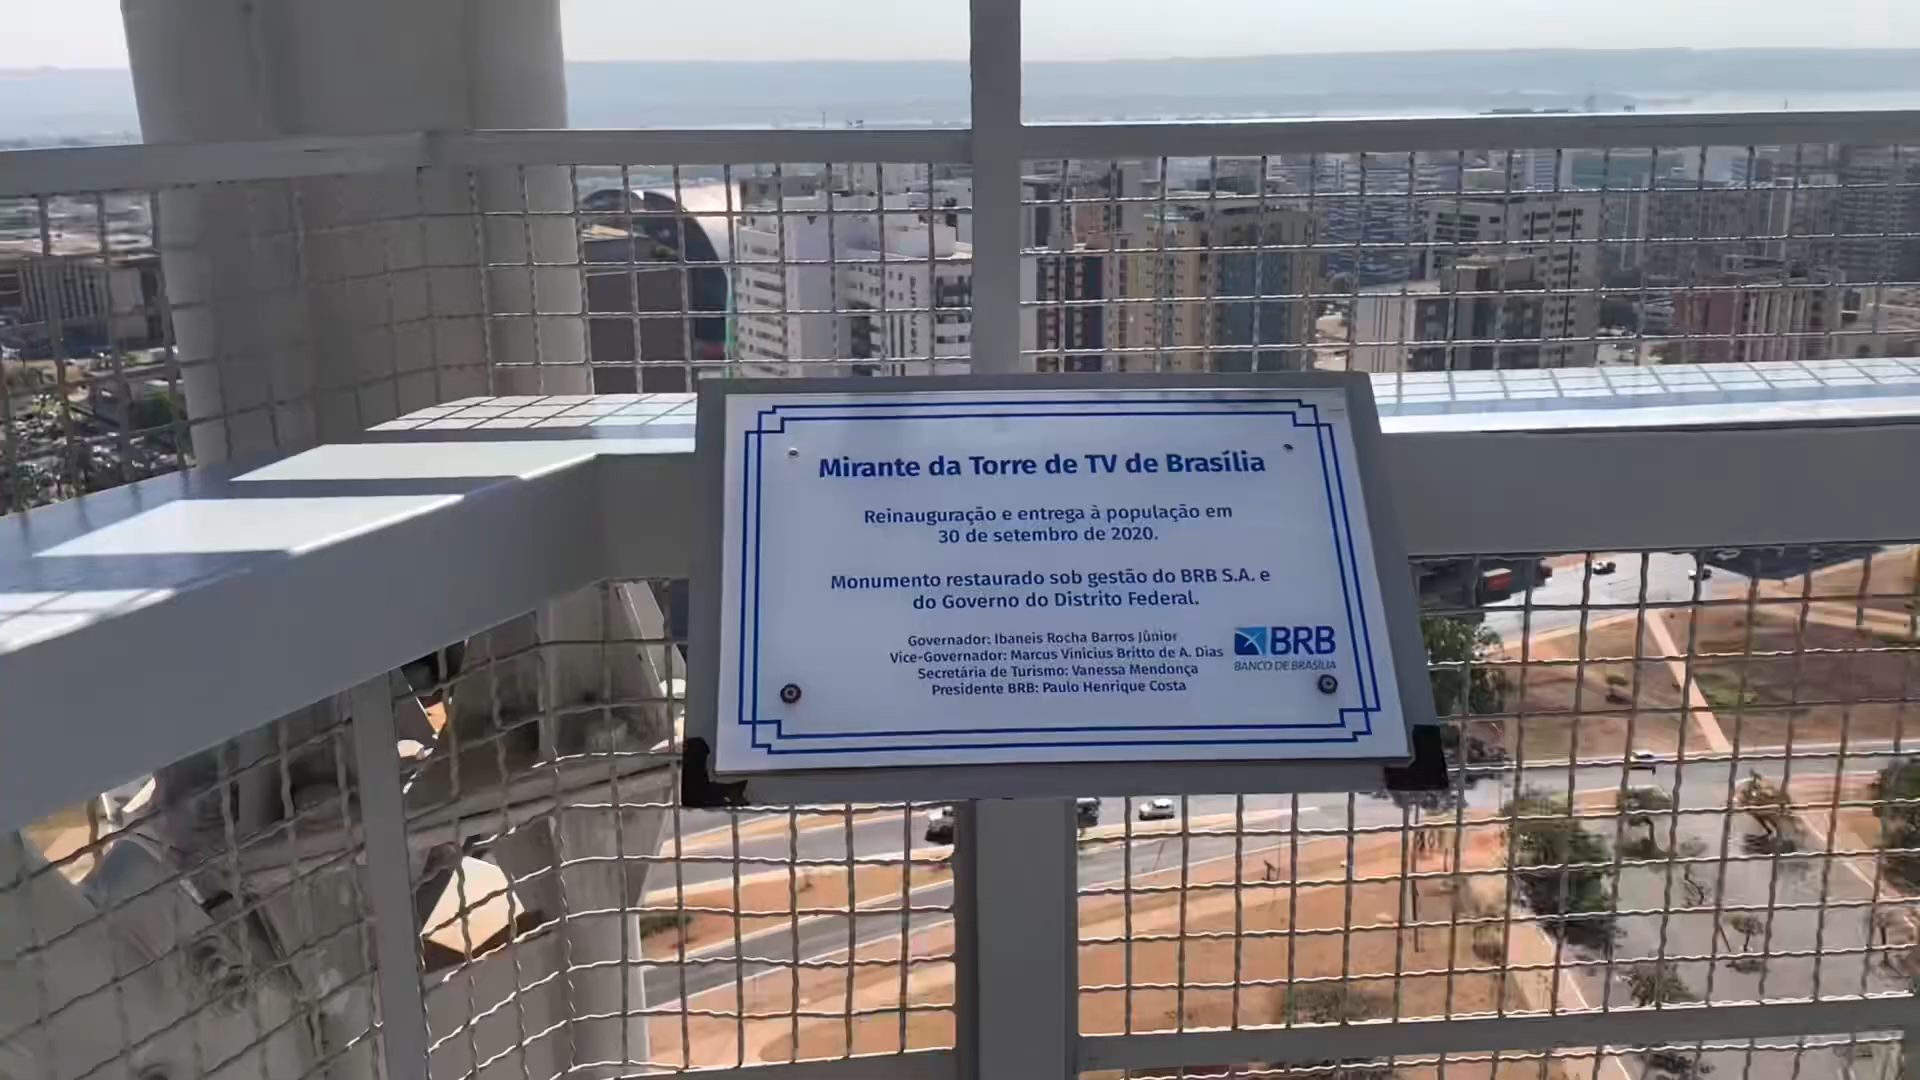 Mirante da Torre de TV de Brasília
Reinauguração e entrega à população em
30 de setembro de 2020.
Monumento restaurado sob gestão do BRB S.A. e
do Governo do Distrito Federal.
Governador: Ibaneis Rocha Barros Júnior
Vice-Governador: Marcus Vinícius Britto de A. Dias
Secretária de Turismo: Vanessa Mendonça
Presidente BRB: Paulo Henrique Costa
BRB
BANCO DE BRASÍLIA